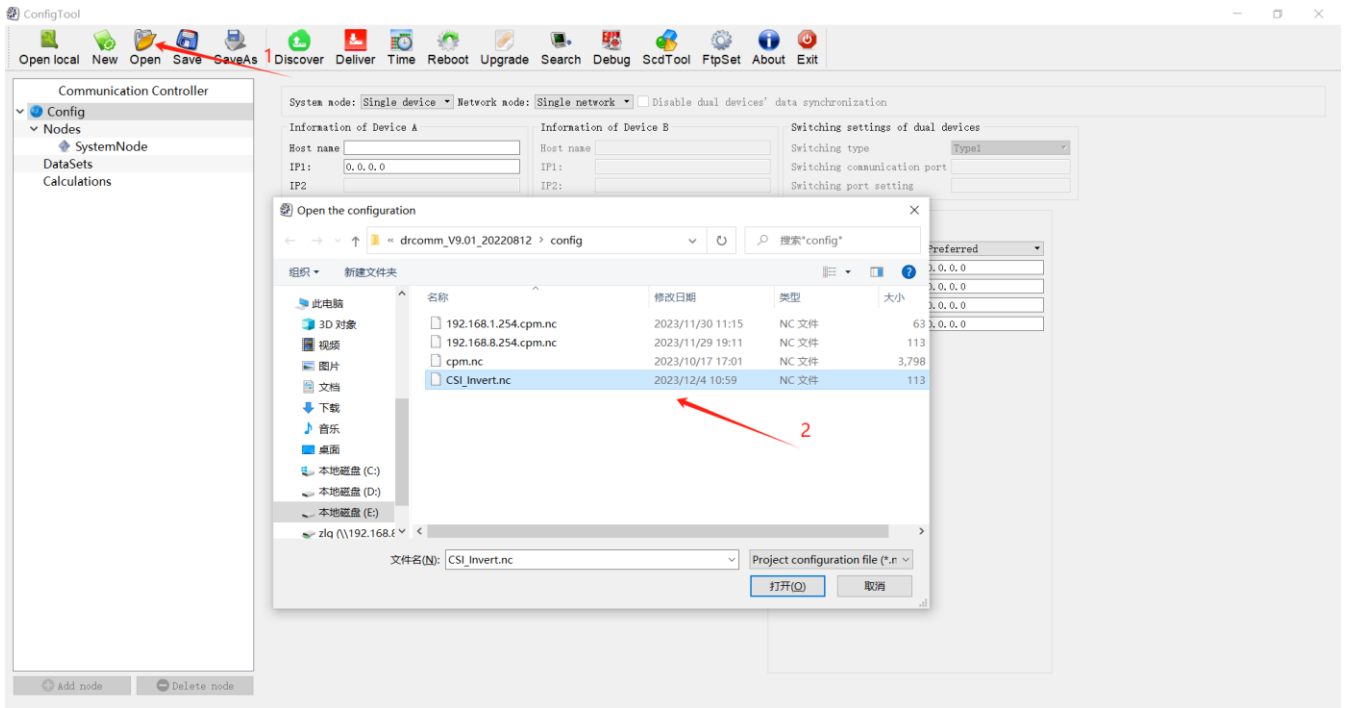 ConfigTool
Open local New Open Save SaveAs 1 Discover Deliver Time Reboot Upgrade Search Debug ScdTool FtpSet About Exit
Communication Controller
Config
Nodes
SystemNode
DataSets
Calculations
System mode: Single device Network mode: Single network Disable dual devices' data synchronization
Information of Device A Information of Device B Switching settings of dual devices
Host name Host name Switching type Type1
IP1: 0.0.0.0 IP1: Switching communication port
IP2 IP2: Switching port setting
Open the configuration
« drcomm_V9.01_20220812 > config 搜索"config"
Preferred
组织 新建文件夹
0.0.0.0
0.0.0.0
0.0.0.0
0.0.0.0
名称 修改日期 类型 大小
此电脑
3D 对象
视频
图片
文档
下载
音乐
桌面
本地磁盘 (C:)
本地磁盘 (D:)
本地磁盘 (E:)
zlg (\\192.168.8
192.168.1.254.cpm.nc 2023/11/30 11:15 NC 文件 63
192.168.8.254.cpm.nc 2023/11/29 19:11 NC 文件 113
cpm.nc 2023/10/17 17:01 NC 文件 3,798
CSI_Invert.nc 2023/12/4 10:59 NC 文件 113
2
文件名(N): CSI_Invert.nc Project configuration file (*.n
打开(O) 取消
Add node Delete node